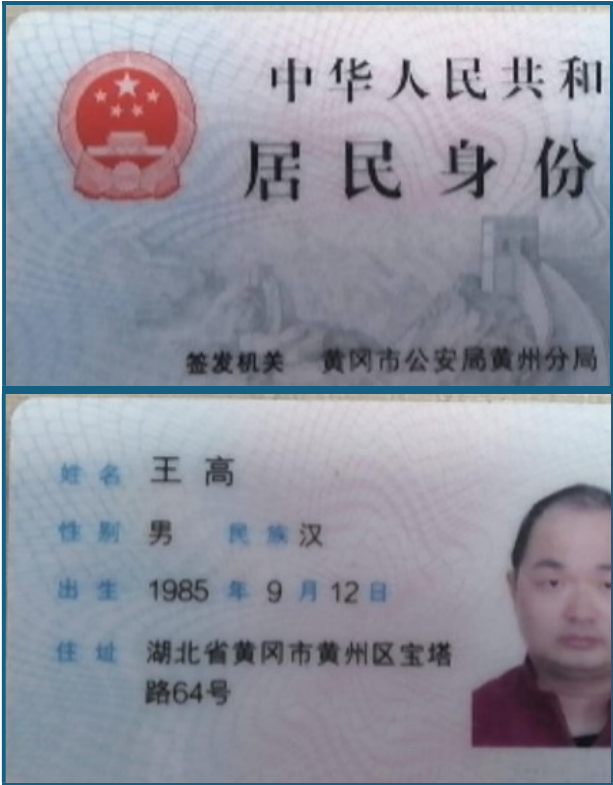 中华人民共和
居民身份
签发机关 黄冈市公安局黄州分局
姓名 王高
性别 男 民族 汉
出生 1985 年 9 月 12 日
住址 湖北省黄冈市黄州区宝塔
路64号